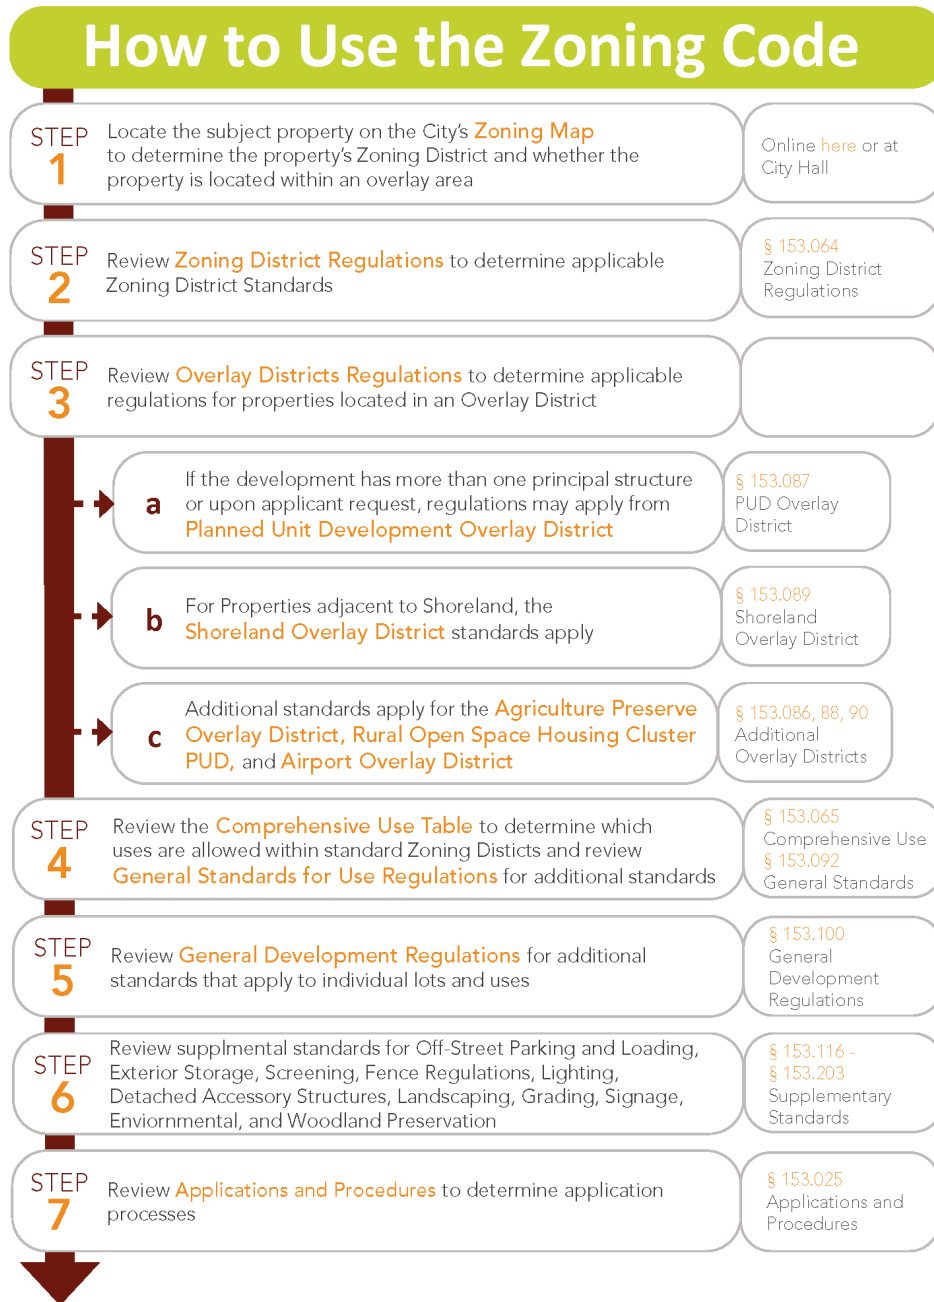 How to Use the Zoning Code
STEP
1
Locate the subject property on the City's Zoning Map
to determine the property's Zoning District and whether the
property is located within an overlay area
Online here or at
City Hall
STEP
2
Review Zoning District Regulations to determine applicable
Zoning District Standards
§ 153.064
Zoning District
Regulations
STEP
3
Review Overlay Districts Regulations to determine applicable
regulations for properties located in an Overlay District
a
If the development has more than one principal structure
or upon applicant request, regulations may apply from
Planned Unit Development Overlay District
§ 153.087
PUD Overlay
District
b
For Properties adjacent to Shoreland, the
Shoreland Overlay District standards apply
§ 153.089
Shoreland
Overlay District
c
Additional standards apply for the Agriculture Preserve
Overlay District, Rural Open Space Housing Cluster
PUD, and Airport Overlay District
§ 153.086, 88, 90
Additional
Overlay Districts
STEP
4
Review the Comprehensive Use Table to determine which
uses are allowed within standard Zoning Disticts and review
General Standards for Use Regulations for additional standards
§ 153.065
Comprehensive Use
§ 153.092
General Standards
STEP
5
Review General Development Regulations for additional
standards that apply to individual lots and uses
§ 153.100
General
Development
Regulations
STEP
6
Review supplmental standards for Off-Street Parking and Loading,
Exterior Storage, Screening, Fence Regulations, Lighting,
Detached Accessory Structures, Landscaping, Grading, Signage,
Enviornmental, and Woodland Preservation
§ 153.116 -
§ 153.203
Supplementary
Standards
STEP
7
Review Applications and Procedures to determine application
processes
§ 153.025
Applications and
Procedures